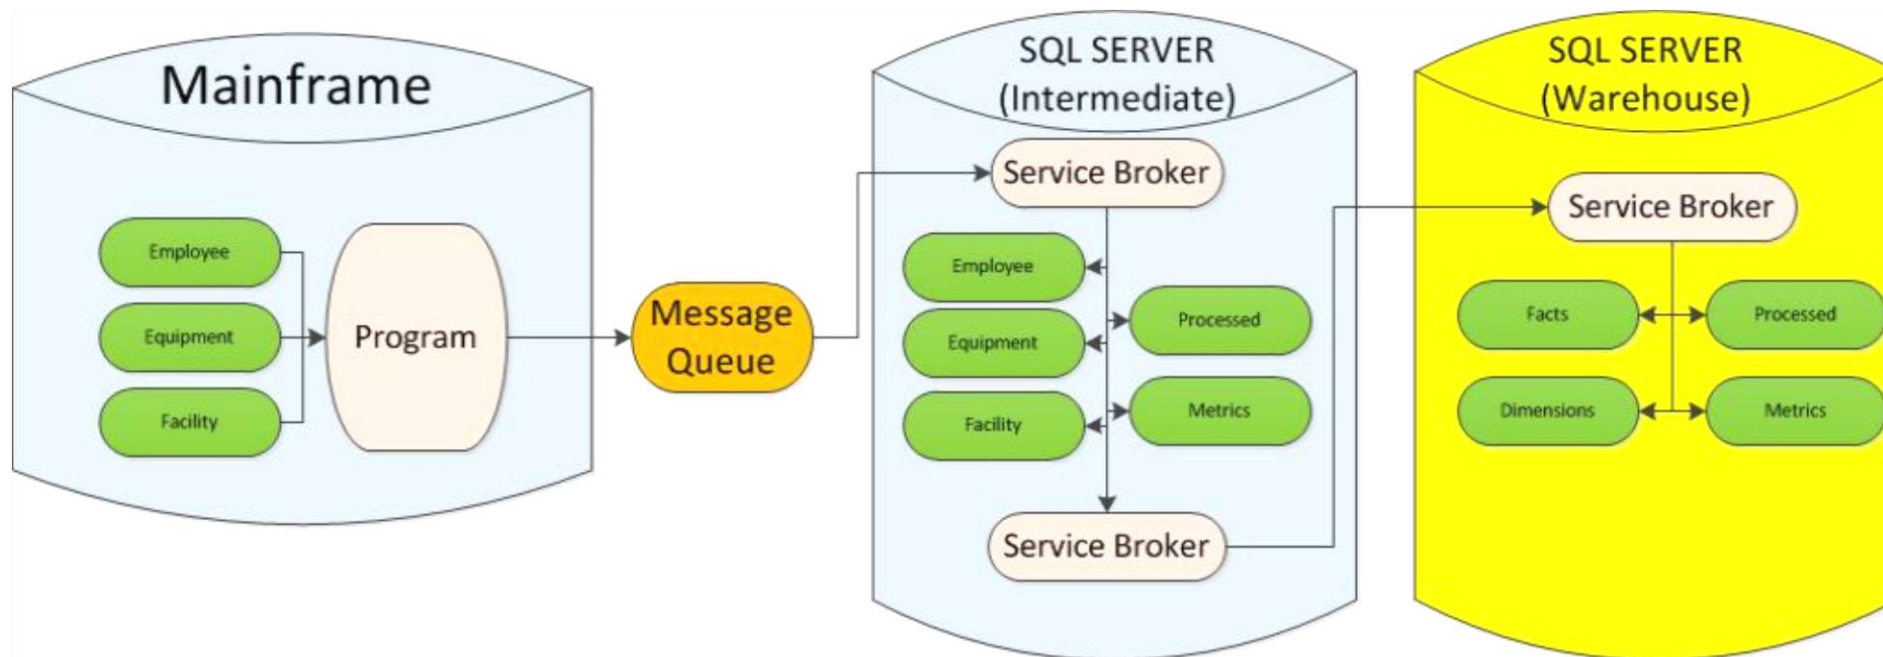 Mainframe
Employee
Equipment
Facility
Program
Message
Queue
SQL SERVER
(Intermediate)
Service Broker
Employee
Equipment
Facility
Processed
Metrics
Service Broker
SQL SERVER
(Warehouse)
Service Broker
Facts
Processed
Dimensions
Metrics